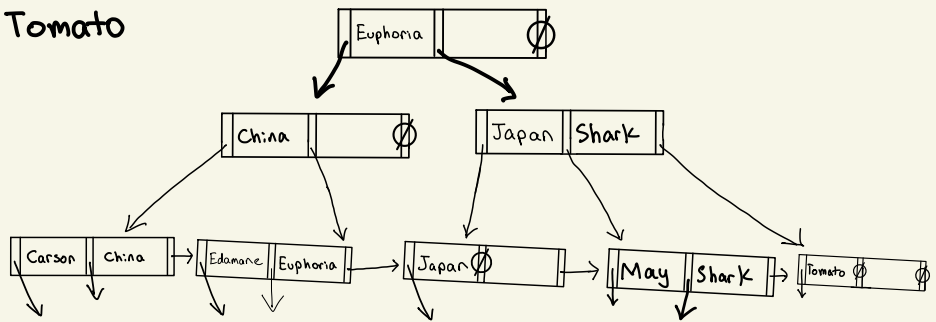 Tomato
Euphoria Ø
China Ø
Japan Shark
Carson China
Edamame Euphoria
Japan Ø
May Shark
Tomato Ø Ø